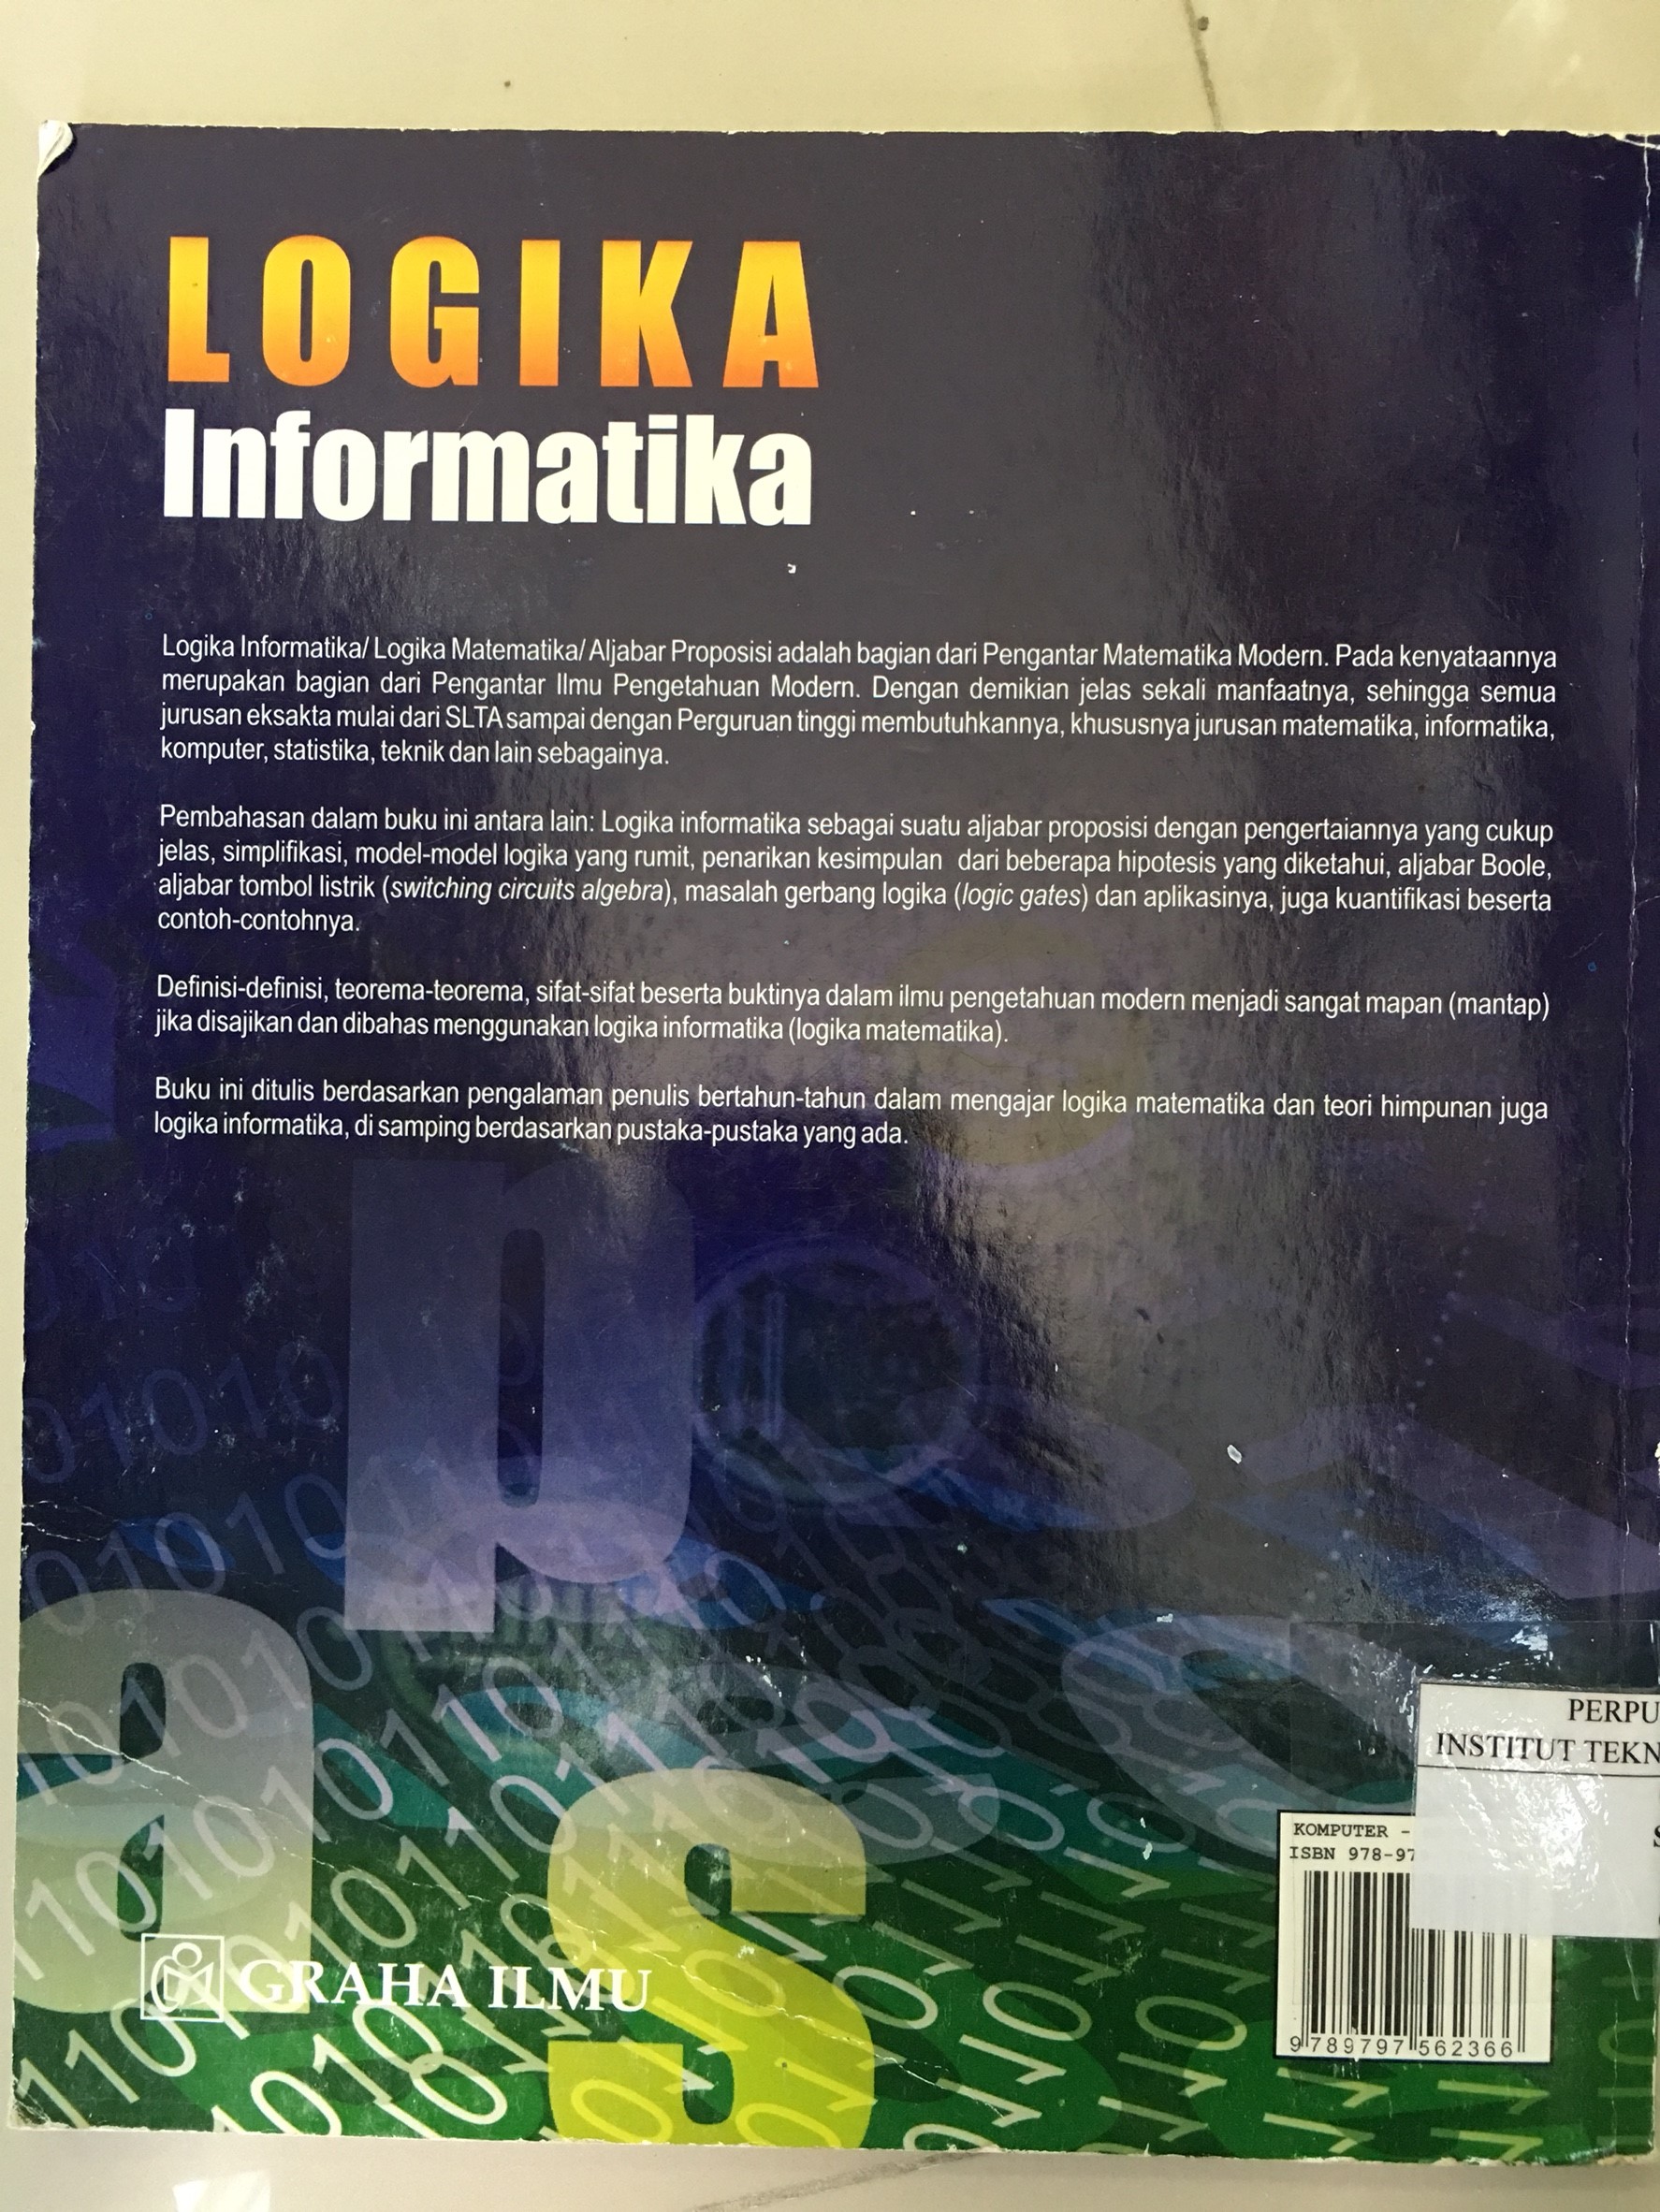 LOGIKA
Informatika
Logika Informatika/ Logika Matematika/ Aljabar Proposisi adalah bagian dari Pengantar Matematika Modern. Pada kenyataannya
merupakan bagian dari Pengantar Ilmu Pengetahuan Modern. Dengan demikian jelas sekali manfaatnya, sehingga semua
jurusan eksakta mulai dari SLTA sampai dengan Perguruan tinggi membutuhkannya, khususnya jurusan matematika, informatika,
komputer, statistika, teknik dan lain sebagainya.
Pembahasan dalam buku ini antara lain: Logika informatika sebagai suatu aljabar proposisi dengan pengertaiannya yang cukup
jelas, simplifikasi, model-model logika yang rumit, penarikan kesimpulan dari beberapa hipotesis yang diketahui, aljabar Boole,
aljabar tombol listrik (switching circuits algebra), masalah gerbang logika (logic gates) dan aplikasinya, juga kuantifikasi beserta
contoh-contohnya.
Definisi-definisi, teorema-teorema, sifat-sifat beserta buktinya dalam ilmu pengetahuan modern menjadi sangat mapan (mantap)
jika disajikan dan dibahas menggunakan logika informatika (logika matematika).
Buku ini ditulis berdasarkan pengalaman penulis bertahun-tahun dalam mengajar logika matematika dan teori himpunan juga
logika informatika, di samping berdasarkan pustaka-pustaka yang ada.
PERPU
INSTITUT TEKN
S
KOMPUTER -
ISBN 978-97
GRAHA ILMU
9 789797 562366